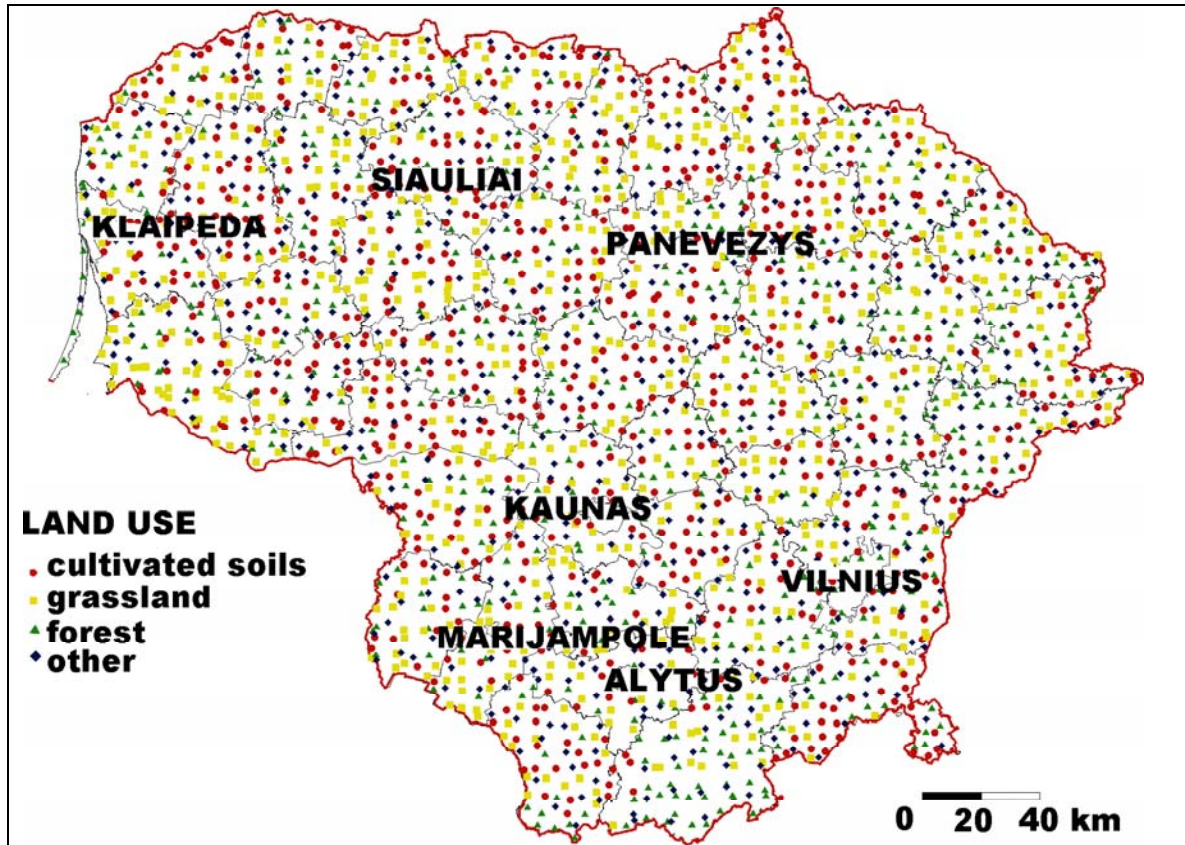 SIAULIAI
KLAIPEDA
PANEVEZYS
KAUNAS
LAND USE
cultivated soils
grassland
forest
other
VILNIUS
MARIJAMPOLE
ALYTUS
0 20 40 km